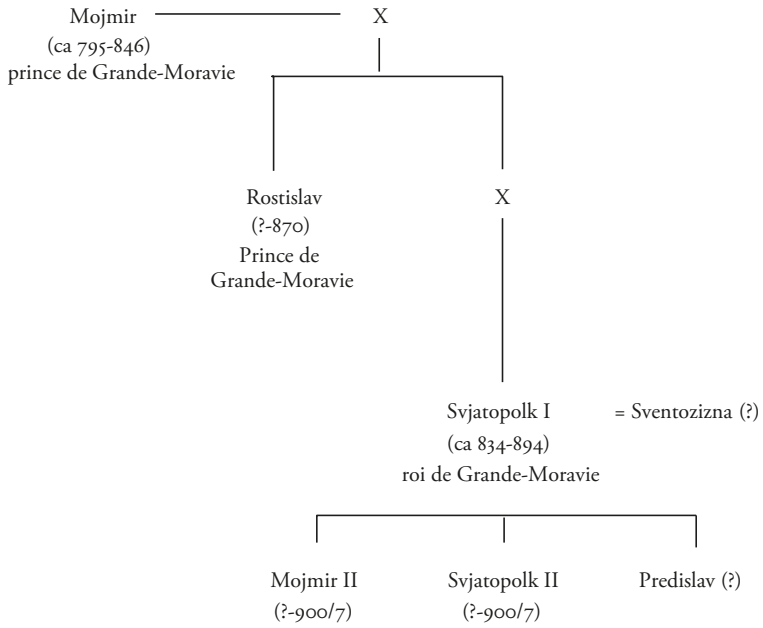 Mojmir X
(ca 795-846)
prince de Grande-Moravie
Rostislav X
(?-870)
Prince de
Grande-Moravie
Svjatopolk I = Sventozizna (?)
(ca 834-894)
roi de Grande-Moravie
Mojmir II Svjatopolk II Predislav (?)
(?-900/7) (?-900/7)